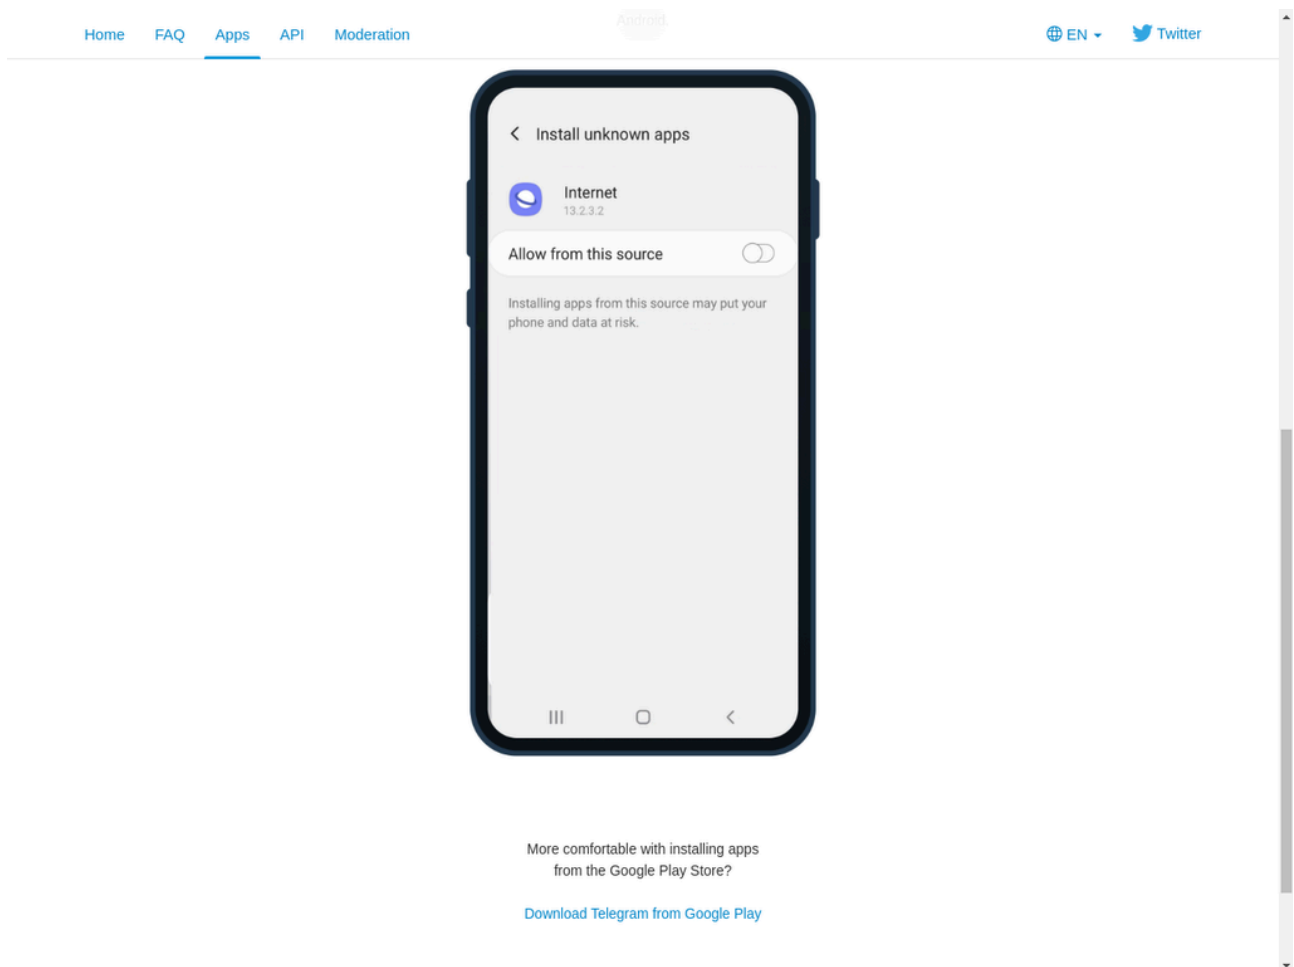 Android.
Home FAQ Apps API Moderation EN Twitter
Install unknown apps
Internet
13.2.3.2
Allow from this source
Installing apps from this source may put your
phone and data at risk.
More comfortable with installing apps
from the Google Play Store?
Download Telegram from Google Play